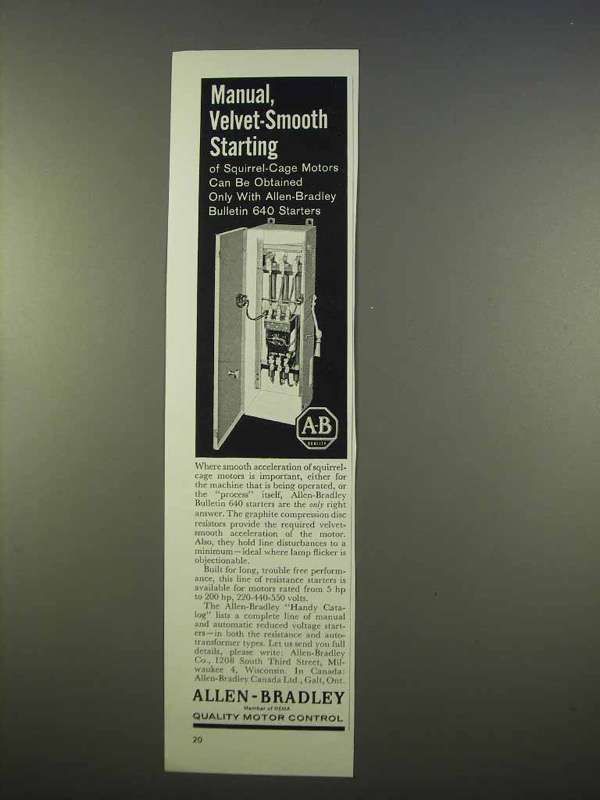 Manual,
Velvet-Smooth
Starting
of Squirrel-Cage Motors
Can Be Obtained
Only With Allen-Bradley
Bulletin 640 Starters
A-B
QUALITY
Where smooth acceleration of squirrel-
cage motors is important, either for
the machine that is being operated, or
the "process" itself, Allen-Bradley
Bulletin 640 starters are the only right
answer. The graphite compression disc
resistors provide the required velvet-
smooth acceleration of the motor.
Also, they hold line disturbances to a
minimum—ideal where lamp flicker is
objectionable.
Built for long, trouble free perform-
ance, this line of resistance starters is
available for motors rated from 5 hp
to 200 hp, 220-440-550 volts.
The Allen-Bradley "Handy Cata-
log" lists a complete line of manual
and automatic reduced voltage start-
ers—in both the resistance and auto-
transformer types. Let us send you full
details, please write: Allen-Bradley
Co., 1208 South Third Street, Mil-
waukee 4, Wisconsin. In Canada:
Allen-Bradley Canada Ltd., Galt, Ont.
ALLEN-BRADLEY
Member of NEMA
QUALITY MOTOR CONTROL
20